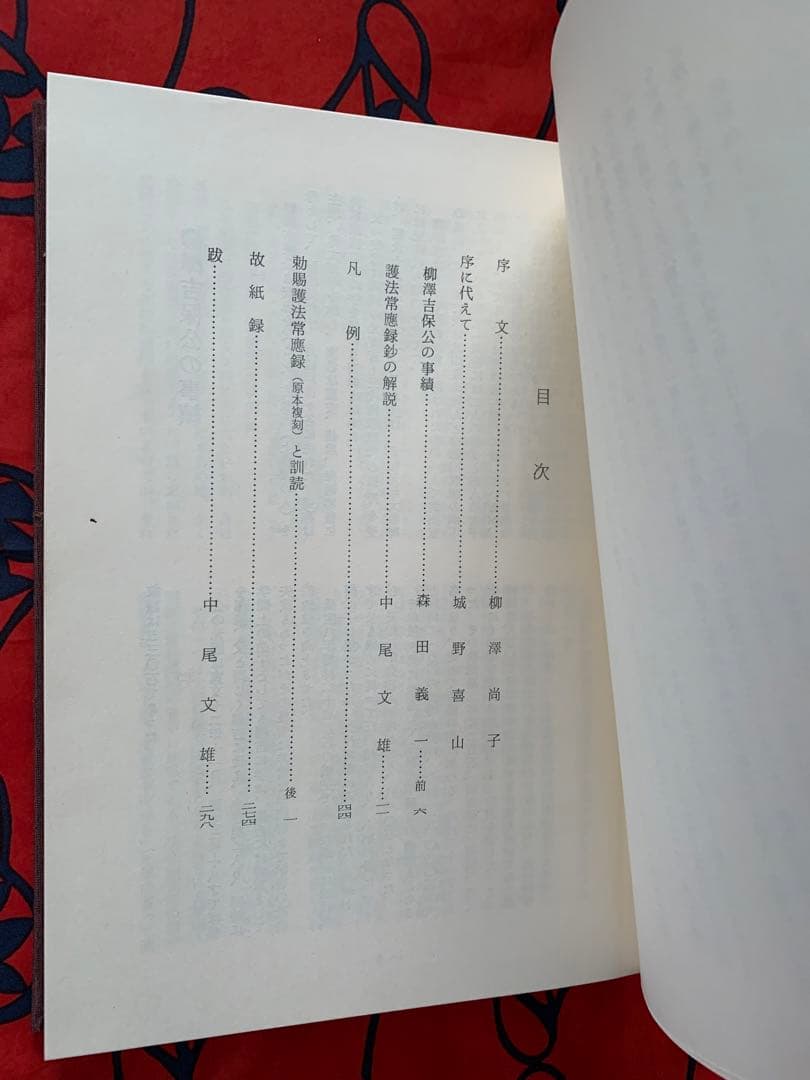 目次
序文……柳澤尚子
序に代えて……城野喜山
柳澤吉保公の事績……森田義一……前 六
護法常應録鈔の解説……中尾文雄……一一
凡例……四四
勅賜護法常應録（原本複刻）と訓読……後 一
故紙録……二七四
跋……中尾文雄……二九八